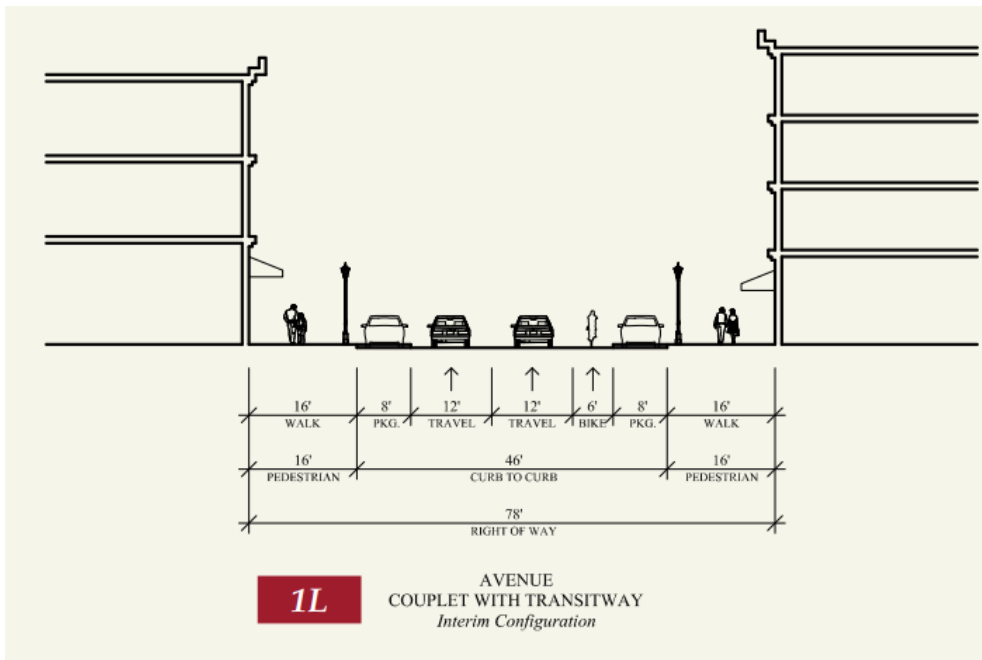 16' 8' 12' 12' 6' 8' 16'
WALK PKG. TRAVEL TRAVEL BIKE PKG. WALK
16' 46' 16'
PEDESTRIAN CURB TO CURB PEDESTRIAN
78'
RIGHT OF WAY
1L
AVENUE
COUPLET WITH TRANSITWAY
Interim Configuration